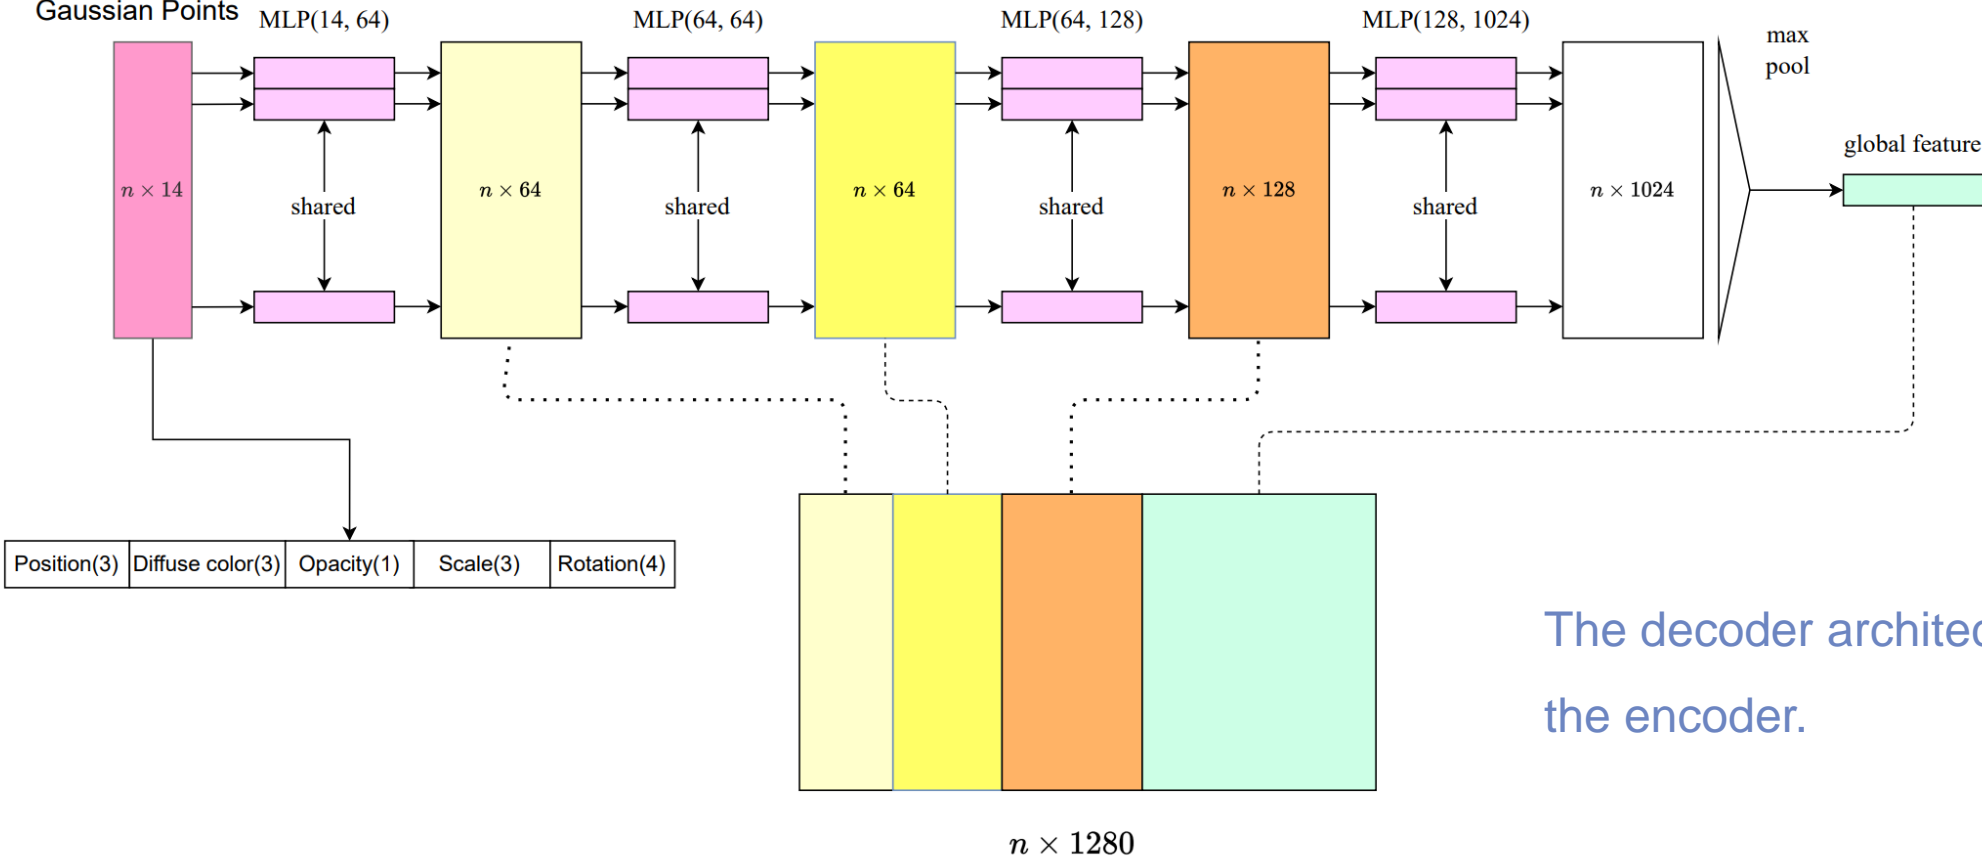 Gaussian Points
MLP(14, 64)
MLP(64, 64)
MLP(64, 128)
MLP(128, 1024)
max
pool
global feature
n × 14
n × 64
n × 64
n × 128
n × 1024
shared
shared
shared
shared
Position(3)
Diffuse color(3)
Opacity(1)
Scale(3)
Rotation(4)
The decoder
the encoder.
n × 1280